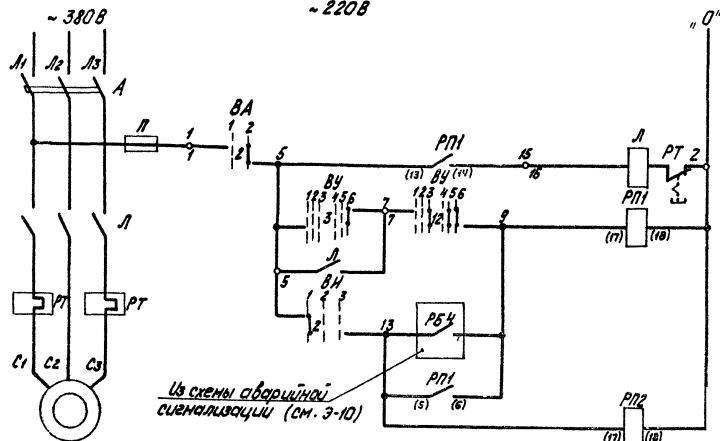 ~ 380 В
~ 220 В
„0"
Л1 Л2 Л3
А
П
1
1
ВА
1 2
2
5
РП1
(13) (14)
15
16
Л
РТ
2
ВУ
1 2 3 4 5 6
3
7
7
ВУ
1 2 3 4 5 6
12
9
РП1
(17) (18)
Л
5
Л
ВН
1 2 3
2
РТ РТ
13
РБ4
С1 С2 С3
Из схемы аварийной
сигнализации (см. Э-10)
РП1
(5) (6)
РП2
(17) (18)